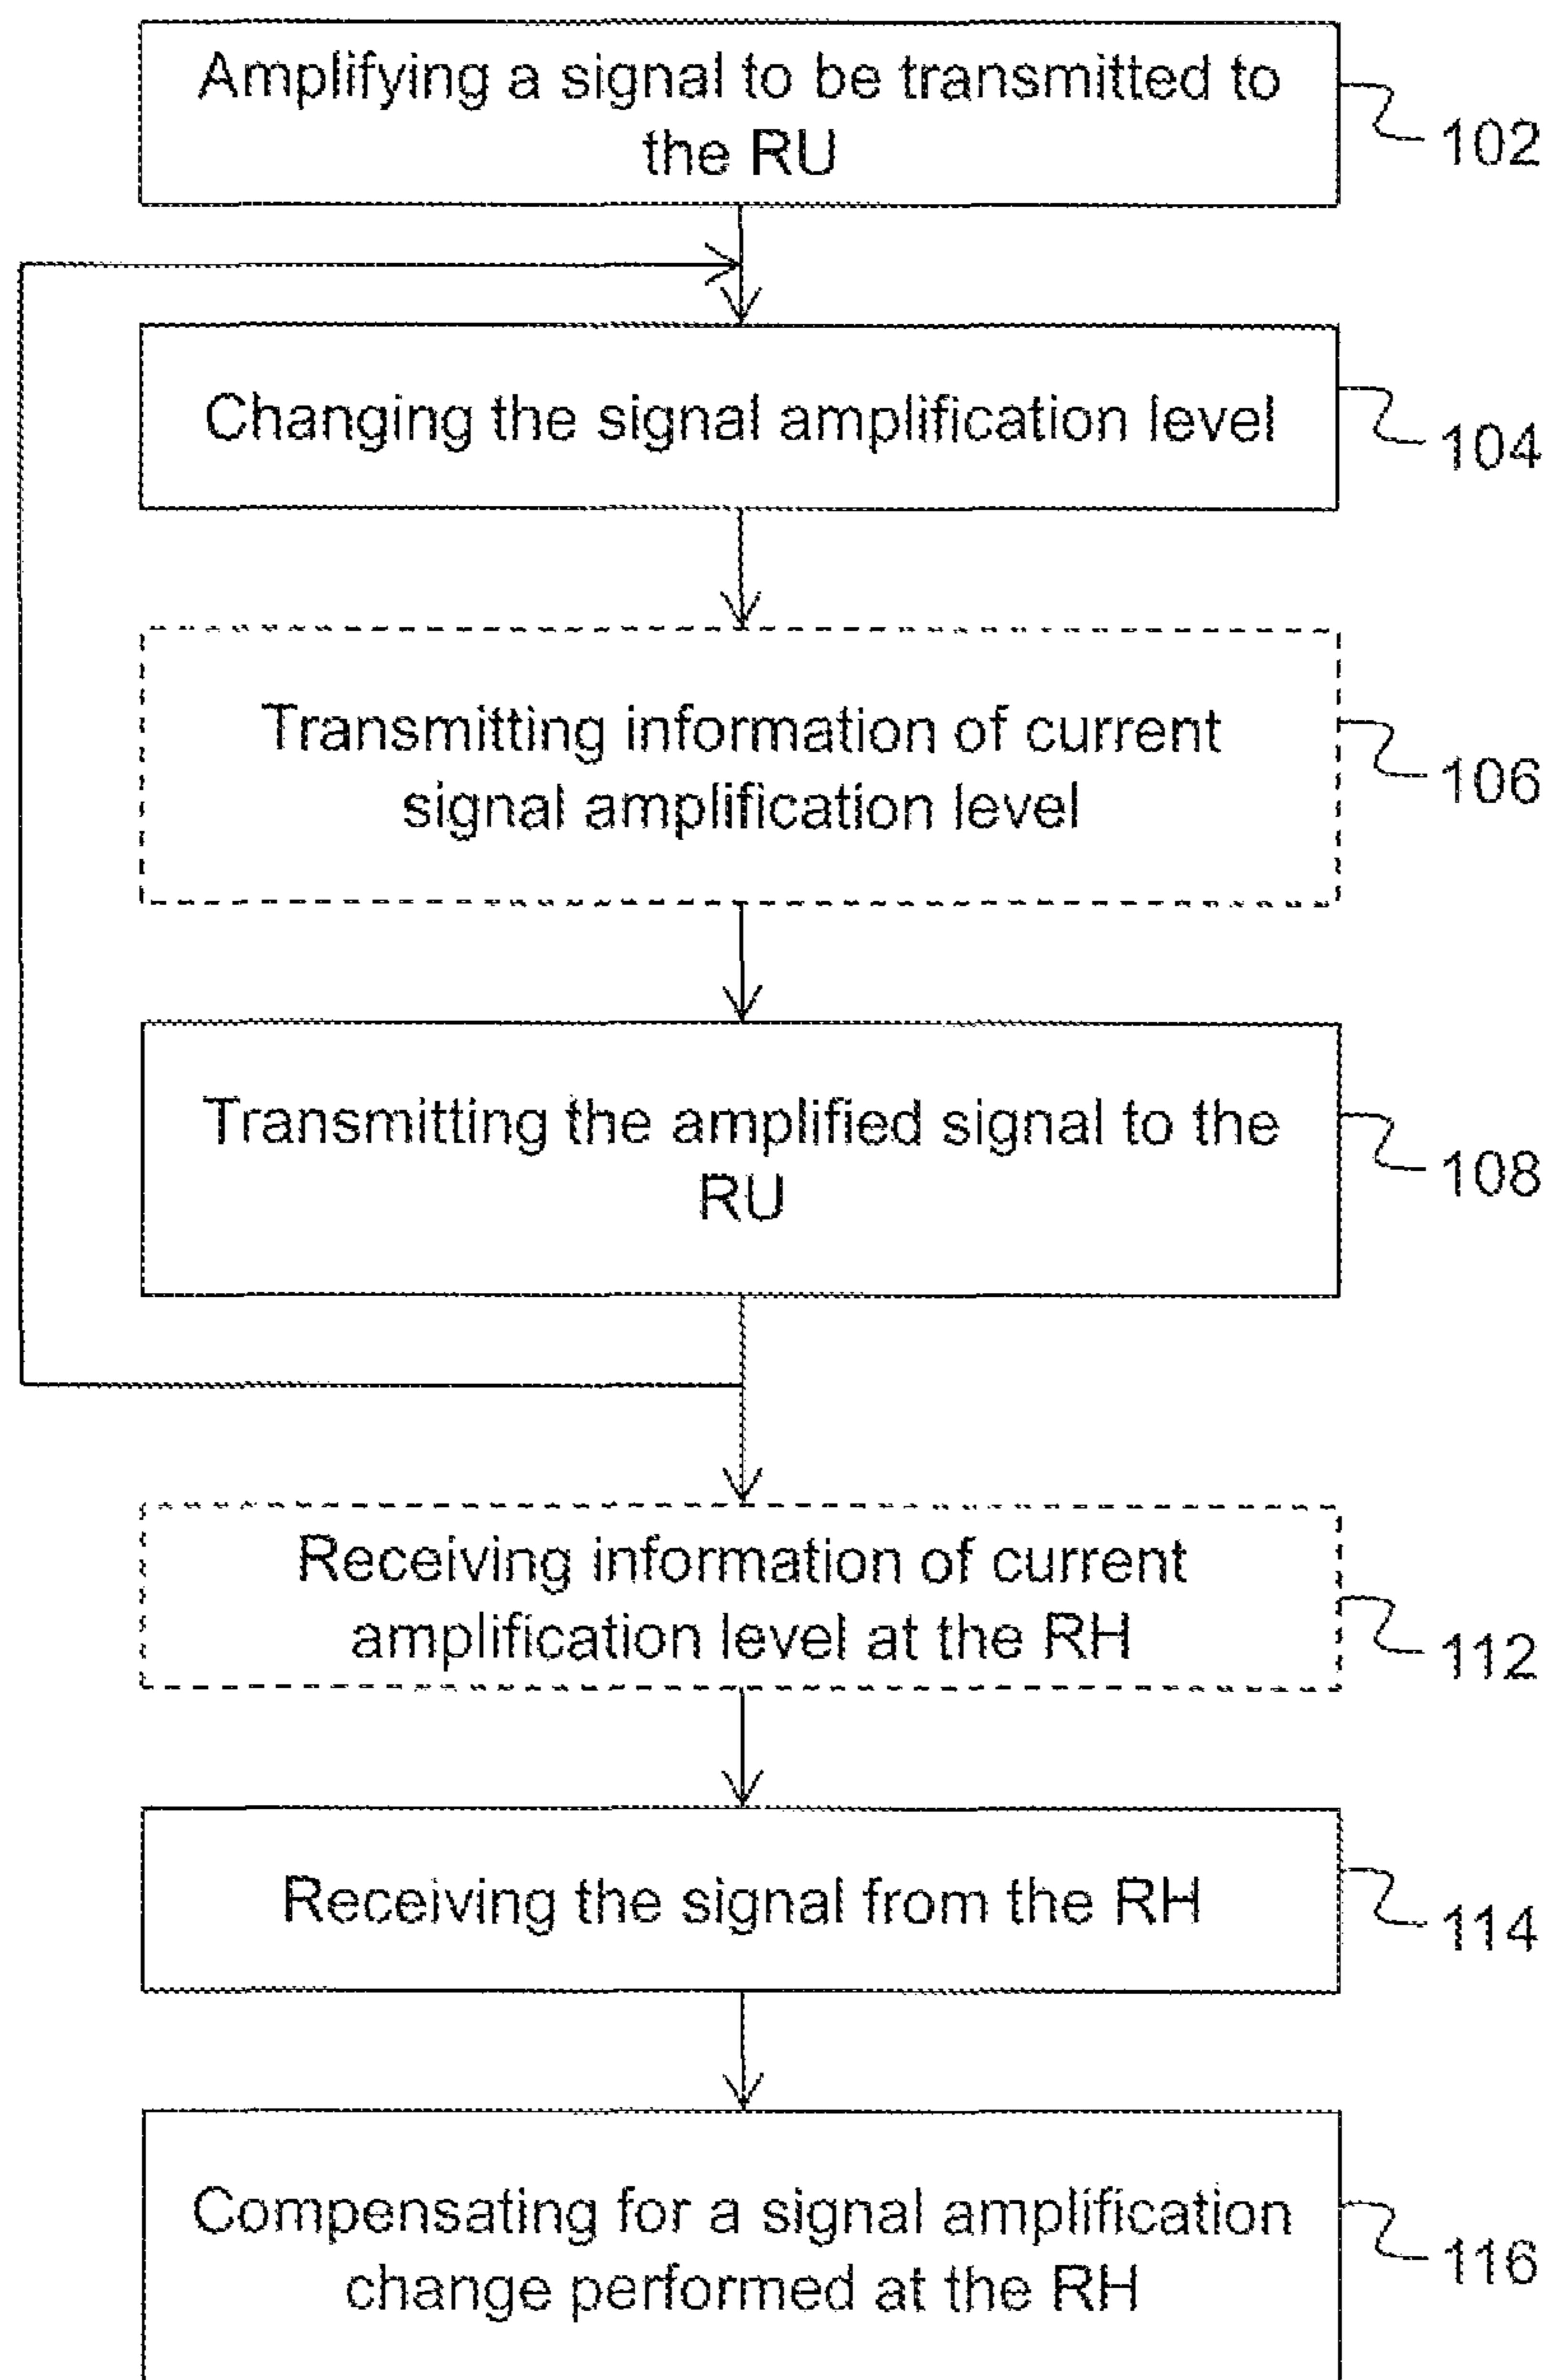 Amplifying a signal to be transmitted to
the RU
102
Changing the signal amplification level
104
Transmitting information of current
signal amplification level
106
Transmitting the amplified signal to the
RU
108
Receiving information of current
amplification level at the RH
112
Receiving the signal from the RH
114
Compensating for a signal amplification
change performed at the RH
116